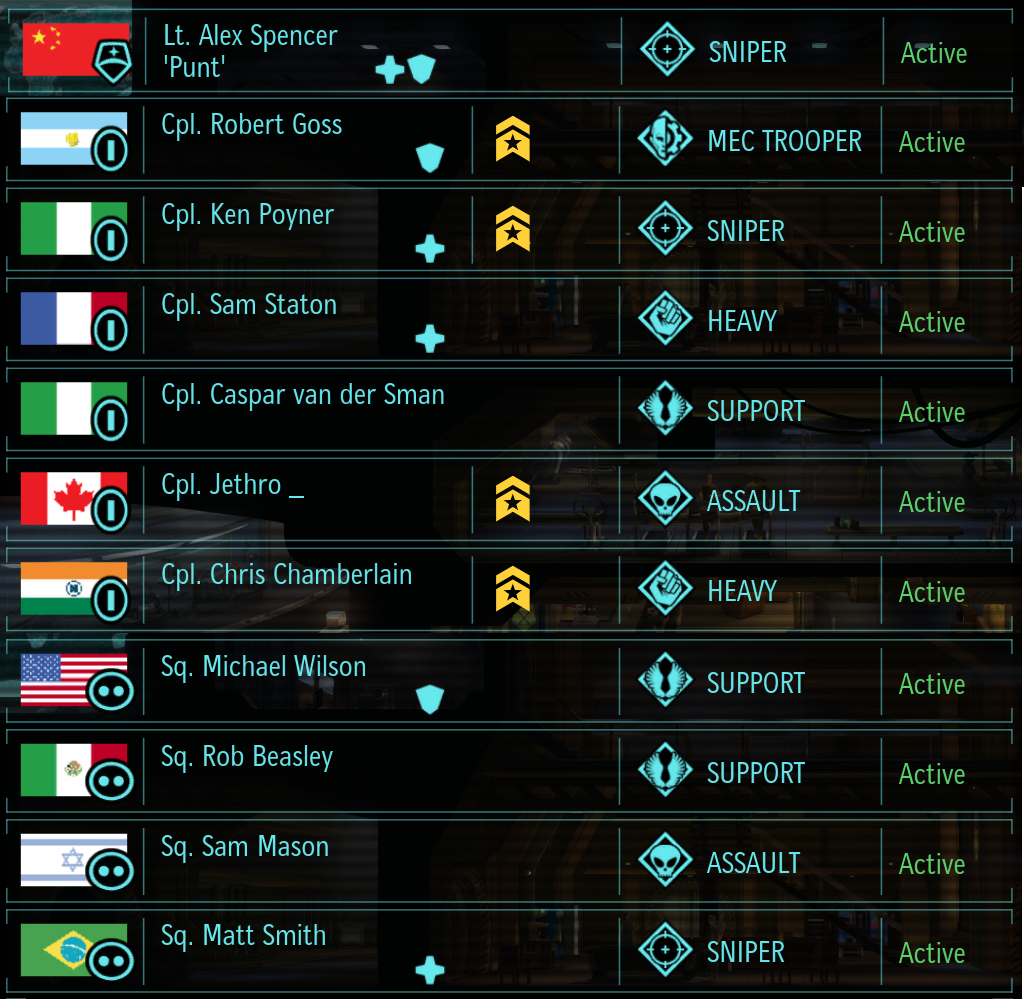 Lt. Alex Spencer
'Punt'
SNIPER
Active
Cpl. Robert Goss
MEC TROOPER
Active
Cpl. Ken Poyner
SNIPER
Active
Cpl. Sam Staton
HEAVY
Active
Cpl. Caspar van der Sman
SUPPORT
Active
Cpl. Jethro _
ASSAULT
Active
Cpl. Chris Chamberlain
HEAVY
Active
Sq. Michael Wilson
SUPPORT
Active
Sq. Rob Beasley
SUPPORT
Active
Sq. Sam Mason
ASSAULT
Active
Sq. Matt Smith
SNIPER
Active